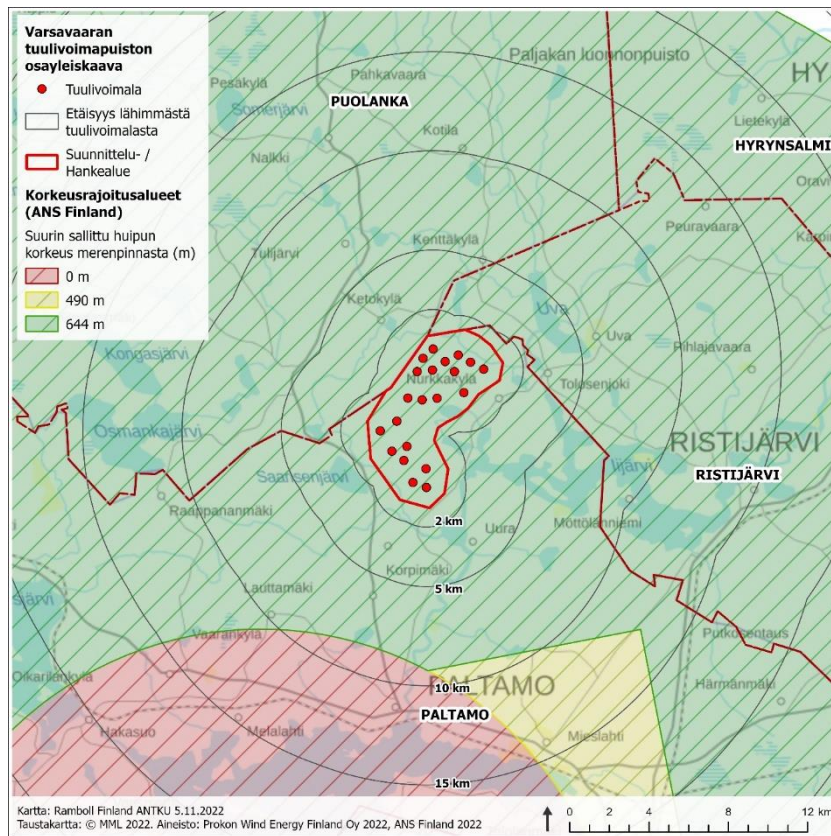 Varsavaaran
tuulivoimapuiston
osayleiskaava
Tuulivoimala
Etäisyys lähimmästä
tuulivoimalasta
Suunnittelu- /
Hankealue
Korkeusrajoitusalueet
(ANS Finland)
Suurin sallittu huipun
korkeus merenpinnasta (m)
0 m
490 m
644 m
Paljakan luonnonpuisto
HY
Pahkavaara
Pesäkylä
PUOLANKA
Somerjärvi
Lietekylä
Kotila
HYRYNSALMI
Nalkki
Oravi
Peuravaara
Kenttäkylä
Tulijärvi
Ketokylä
Uva
Uva
Kongasjärvi
Pihlajavaara
Nurkkakylä
Tolosenjoki
Osmankajärvi
RISTIJÄRVI
Saarisenjärvi
Iijärvi
RISTIJÄRVI
Raappananmäki
2 km
Möttölänniemi
Uura
Korpimäki
5 km
Lauttamäki
sjärvi
Vaarankylä
Putkosentaus
Oikarilankylä
10 km
PALTAMO
Härmänmäki
PALTAMO
Hakasuo
Melalahti
Mieslahti
15 km
Kartta: Ramboll Finland ANTKU 5.11.2022
Taustakartta: © MML 2022. Aineisto: Prokon Wind Energy Finland Oy 2022, ANS Finland 2022
0 2 4 8 12 km